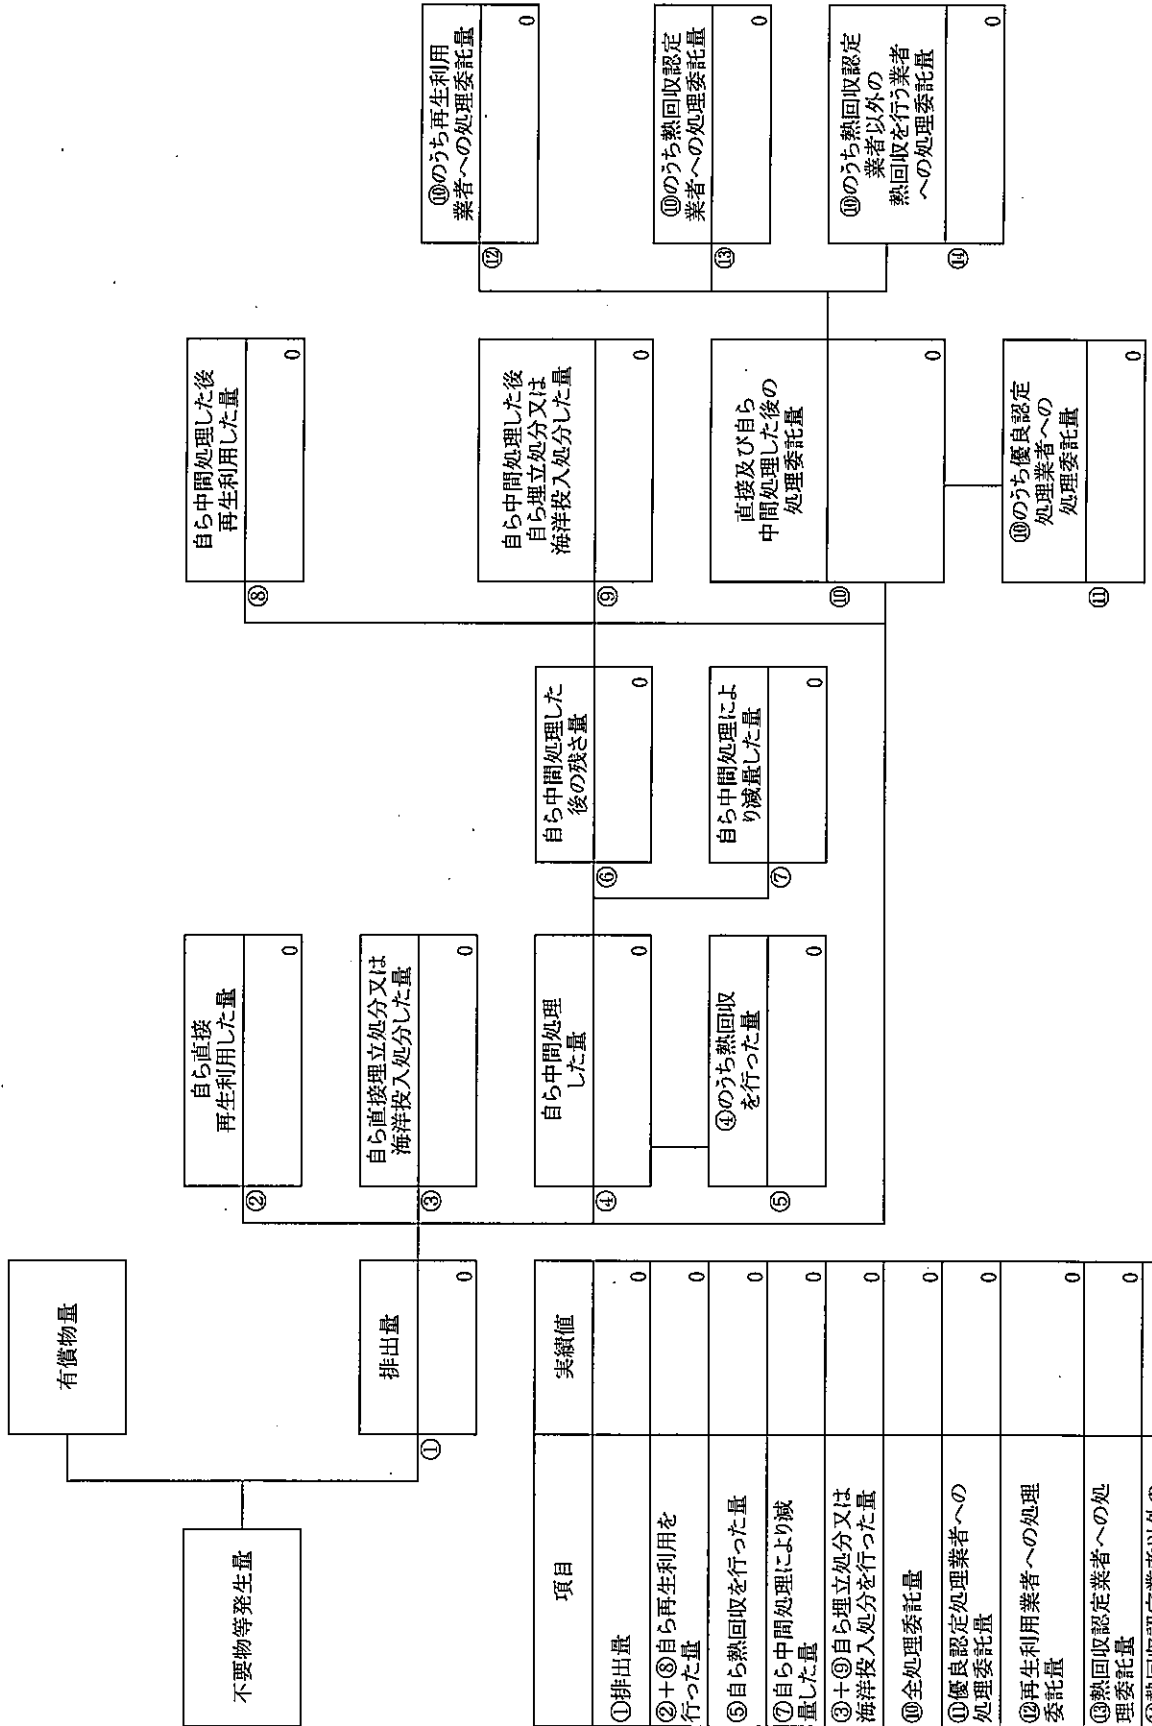 不要物等発生量
有償物量
排出量
①
0
自ら直接
再生利用した量
②
0
自ら直接埋立処分又は
海洋投入処分した量
③
0
自ら中間処理
した量
④
0
④のうち熱回収
を行った量
⑤
0
自ら中間処理した
後の残さ量
⑥
0
自ら中間処理によ
り減量した量
⑦
0
自ら中間処理した後
再生利用した量
⑧
0
自ら中間処理した後
自ら埋立処分又は
海洋投入処分した量
⑨
0
直接及び自ら
中間処理した後の
処理委託量
⑩
0
⑩のうち優良認定
処理業者への
処理委託量
⑪
0
⑩のうち再生利用
業者への処理委託量
⑫
0
⑩のうち熱回収認定
業者への処理委託量
⑬
0
⑩のうち熱回収認定
業者以外の
熱回収を行う業者
への処理委託量
⑭
0
項目 実績値
①排出量 0
②+⑧自ら再生利用を
行った量 0
⑤自ら熱回収を行った量 0
⑦自ら中間処理により減
量した量 0
③+⑨自ら埋立処分又は
海洋投入処分を行った量 0
⑩全処理委託量 0
⑪優良認定処理業者への
処理委託量 0
⑫再生利用業者への処理
委託量 0
⑬熱回収認定業者への処
理委託量 0